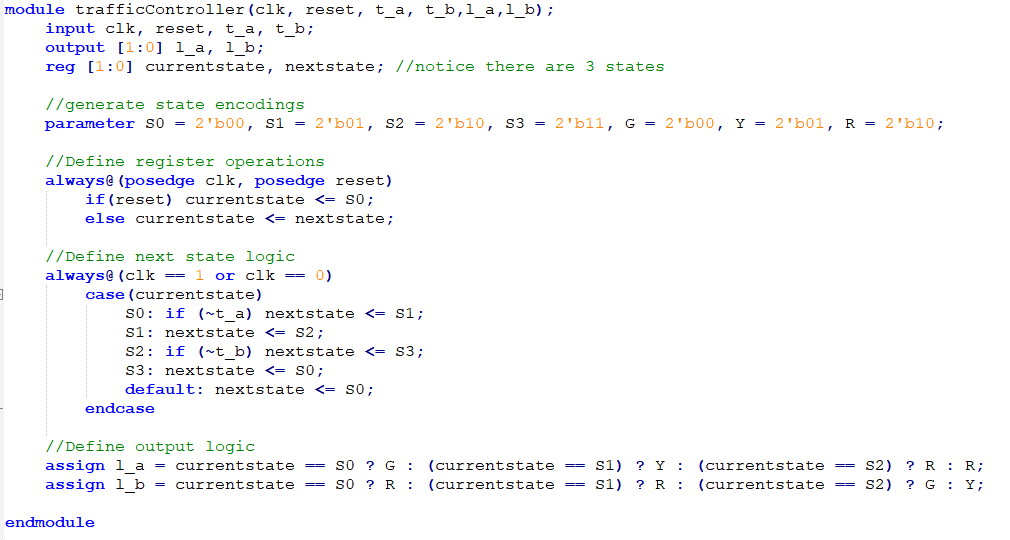 module trafficController(clk, reset, t_a, t_b,l_a,l_b);
input clk, reset, t_a, t_b;
output [1:0] l_a, l_b;
reg [1:0] currentstate, nextstate; //notice there are 3 states
//generate state encodings
parameter S0 = 2'b00, S1 = 2'b01, S2 = 2'b10, S3 = 2'b11, G = 2'b00, Y = 2'b01, R = 2'b10;
//Define register operations
always@(posedge clk, posedge reset)
if(reset) currentstate <= S0;
else currentstate <= nextstate;
//Define next state logic
always@(clk == 1 or clk == 0)
case(currentstate)
S0: if (~t_a) nextstate <= S1;
S1: nextstate <= S2;
S2: if (~t_b) nextstate <= S3;
S3: nextstate <= S0;
default: nextstate <= S0;
endcase
//Define output logic
assign l_a = currentstate == S0 ? G : (currentstate == S1) ? Y : (currentstate == S2) ? R : R;
assign l_b = currentstate == S0 ? R : (currentstate == S1) ? R : (currentstate == S2) ? G : Y;
endmodule